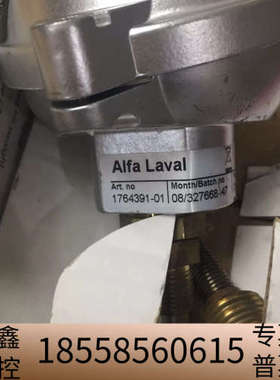 Alfa Laval
Art. no
Month/Batch no
1764391-01
08/327668-47
鑫
控
18558560615
专
普